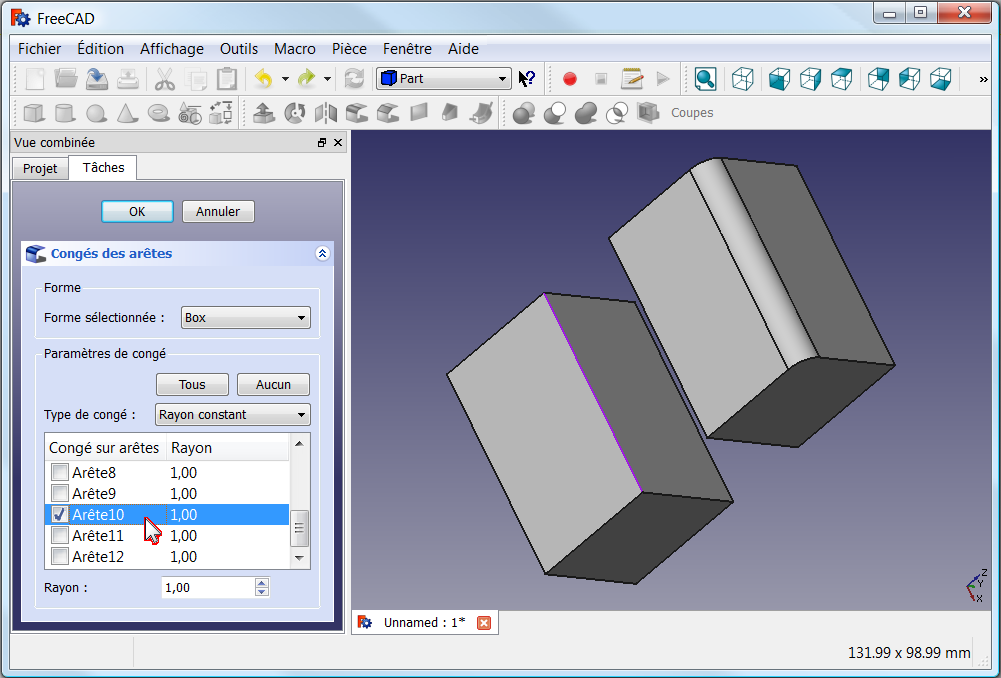 FreeCAD
Fichier Édition Affichage Outils Macro Pièce Fenêtre Aide
Part
»
Coupes
Vue combinée
Projet Tâches
OK Annuler
Congés des arêtes
Forme
Forme sélectionnée : Box
Paramètres de congé
Tous Aucun
Type de congé : Rayon constant
Congé sur arêtes Rayon
Arête8 1,00
Arête9 1,00
Arête10 1,00
Arête11 1,00
Arête12 1,00
Rayon : 1,00
Z
Y
X
Unnamed : 1*
131.99 x 98.99 mm